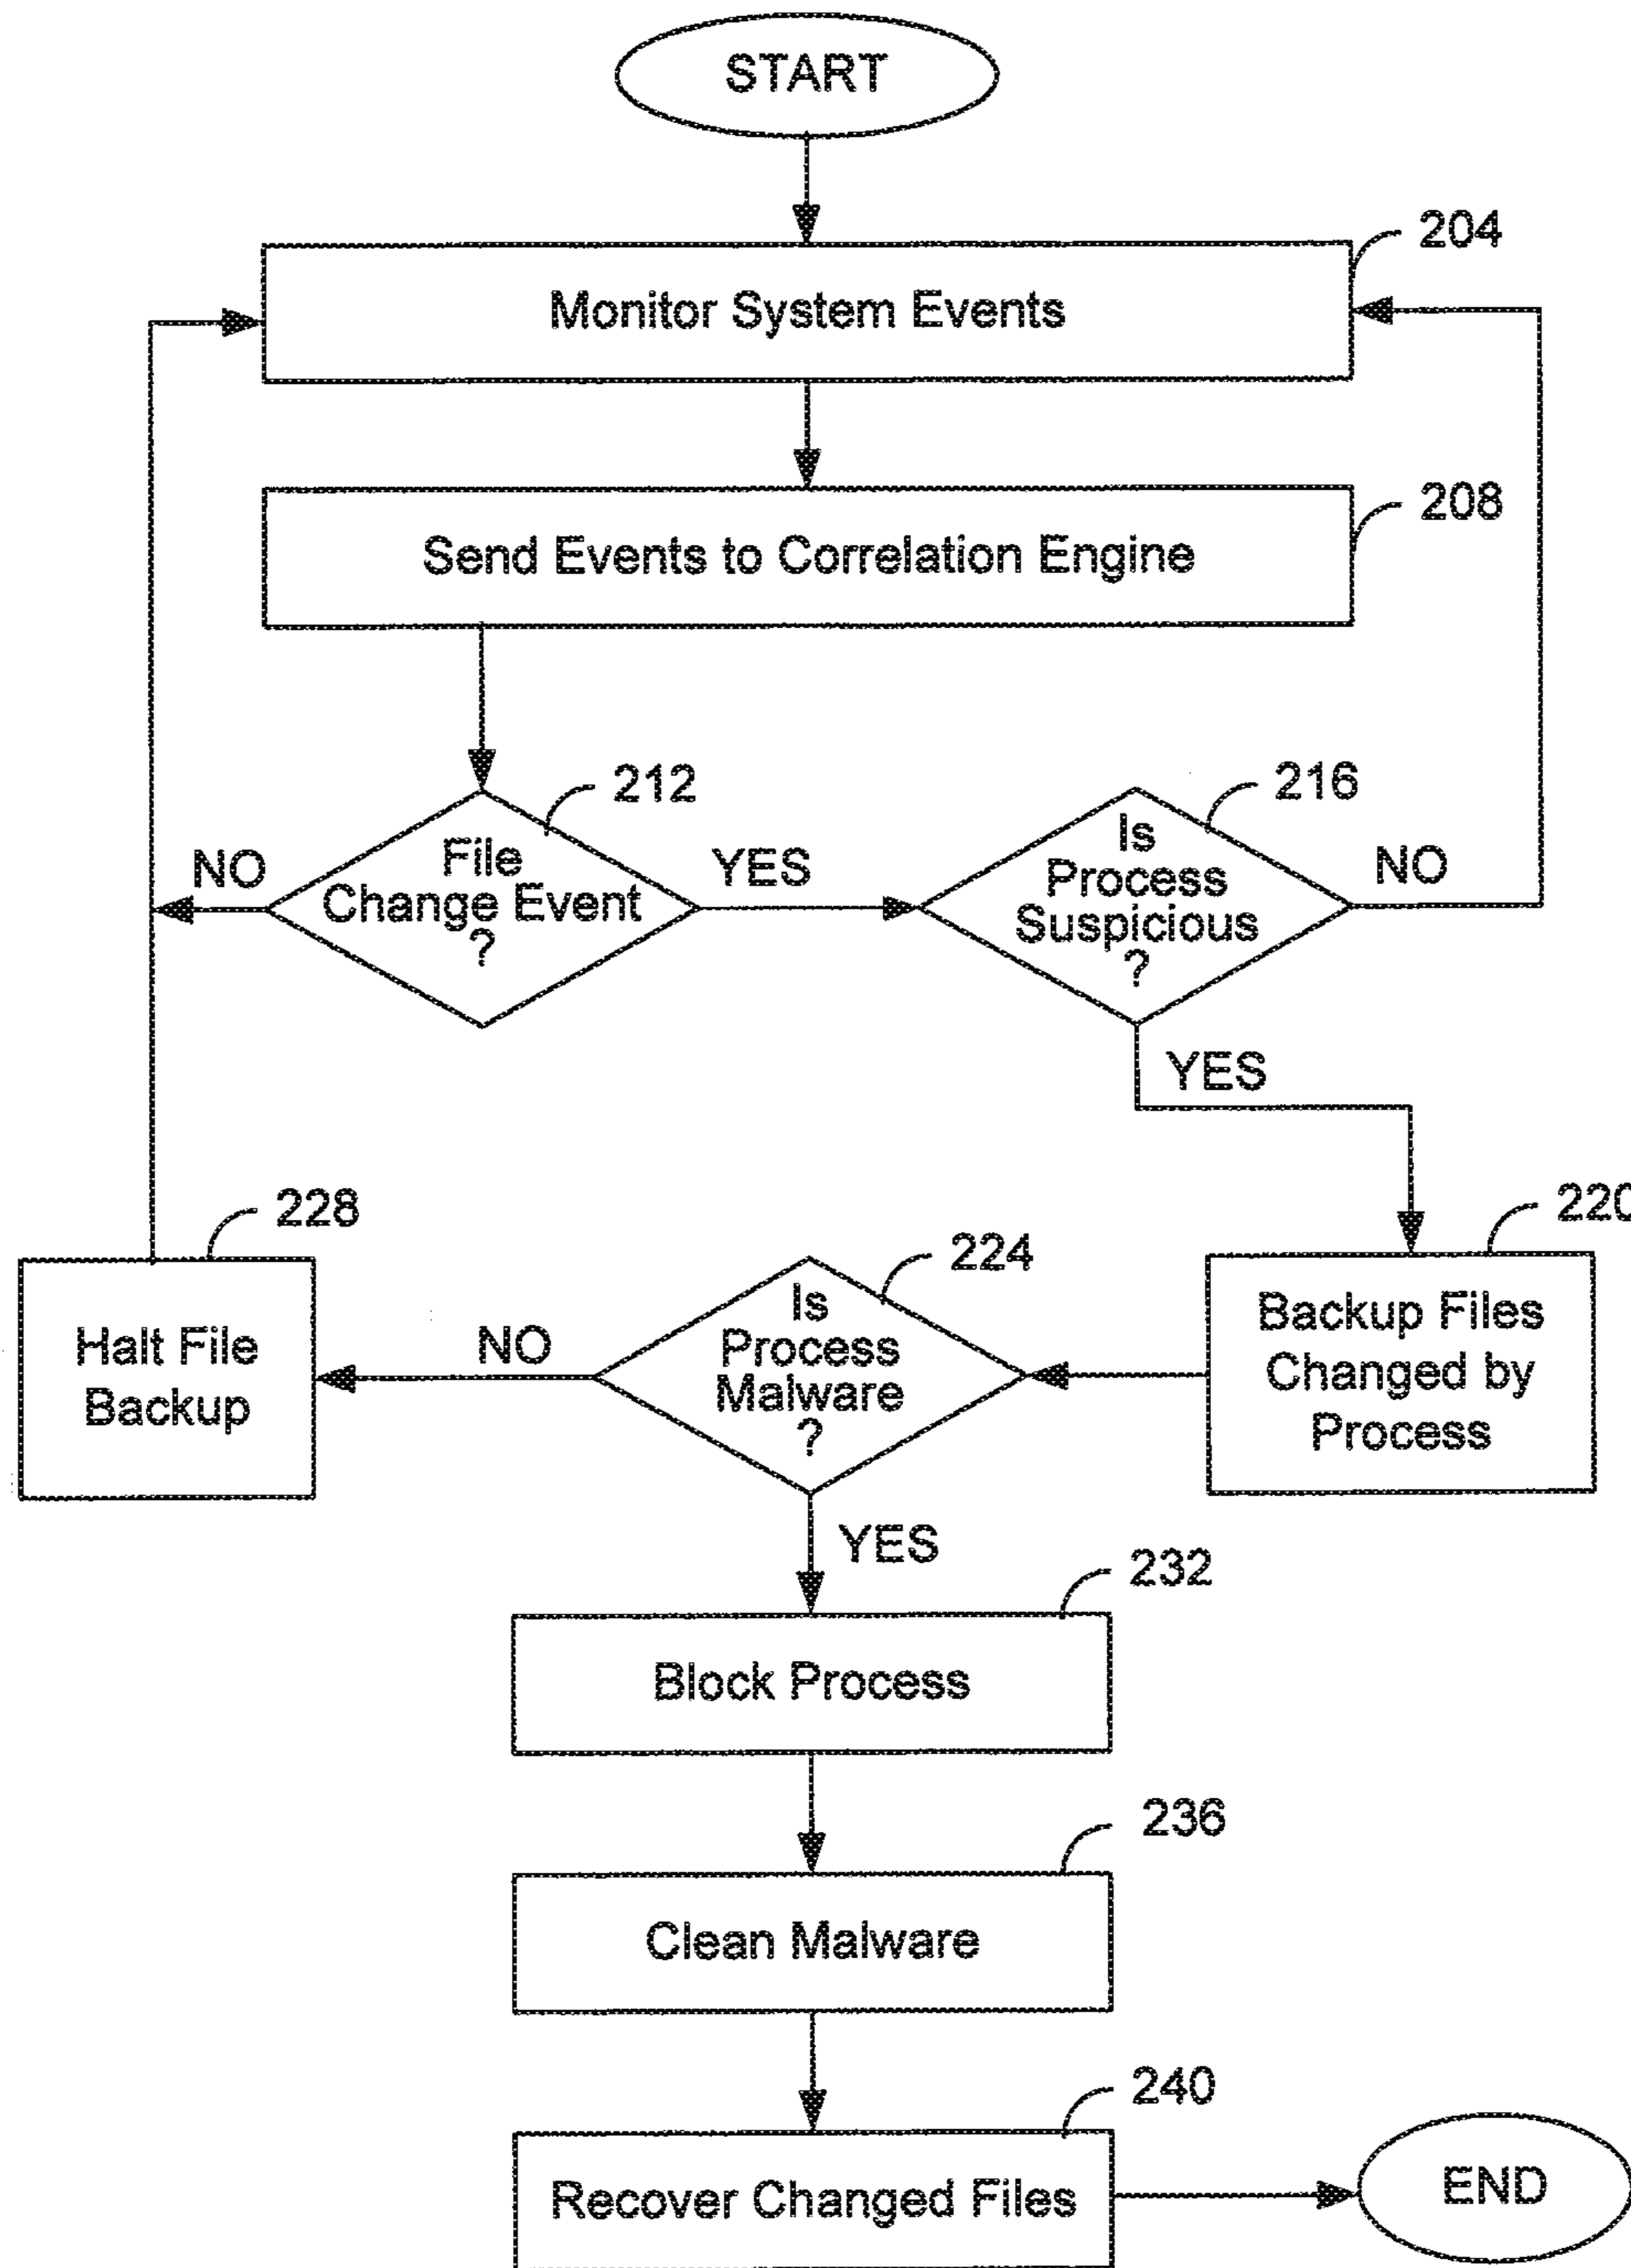 START
204
Monitor System Events
208
Send Events to Correlation Engine
212
216
File
Change Event
?
NO
YES
Is
Process
Suspicious
?
NO
YES
228
224
220
Halt File
Backup
NO
Is
Process
Malware
?
Backup Files
Changed by
Process
YES
232
Block Process
236
Clean Malware
240
Recover Changed Files
END